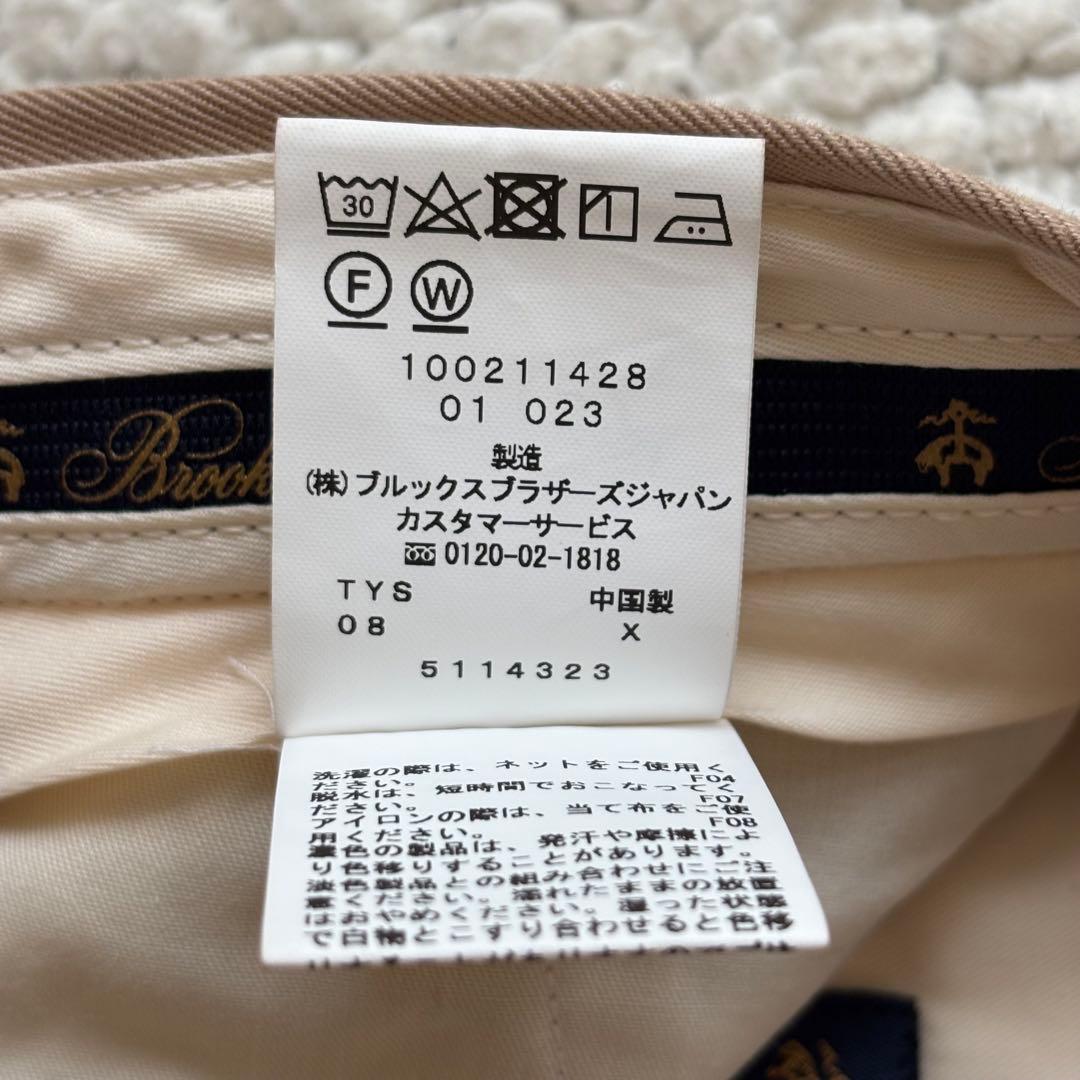 30
F W
100211428
01 023
製造
(株)ブルックスブラザーズジャパン
カスタマーサービス
0120-02-1818
TYS 中国製
08 X
5114323
Brook
洗濯の際は、ネットをご使用く
ださい。 F04
脱水は、短時間でおこなってく
ださい。 F07
アイロンの際は、当て布をご使
用ください。 F08
濃色の製品は、発汗や摩擦によ
り色移りすることがあります。
淡色製品との組み合わせにご注
意ください。濡れたままの放置
はおやめください。湿った状態
で白物とこすり合わせると色移